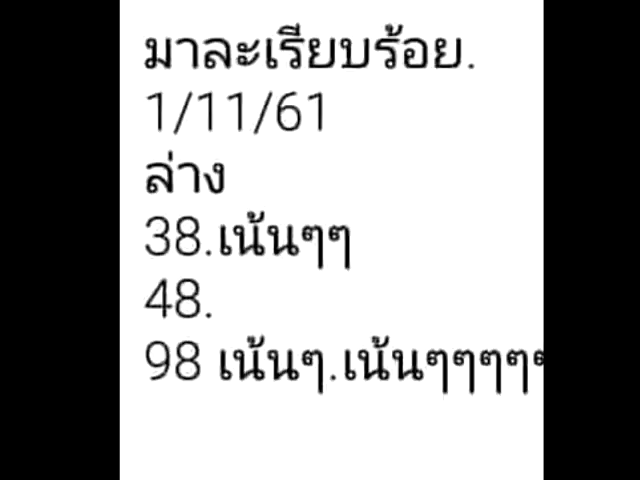 มาละเรียบร้อย.
1/11/61
ล่าง
38.เน้นๆๆ
48.
98 เน้นๆ.เน้นๆๆๆๆ